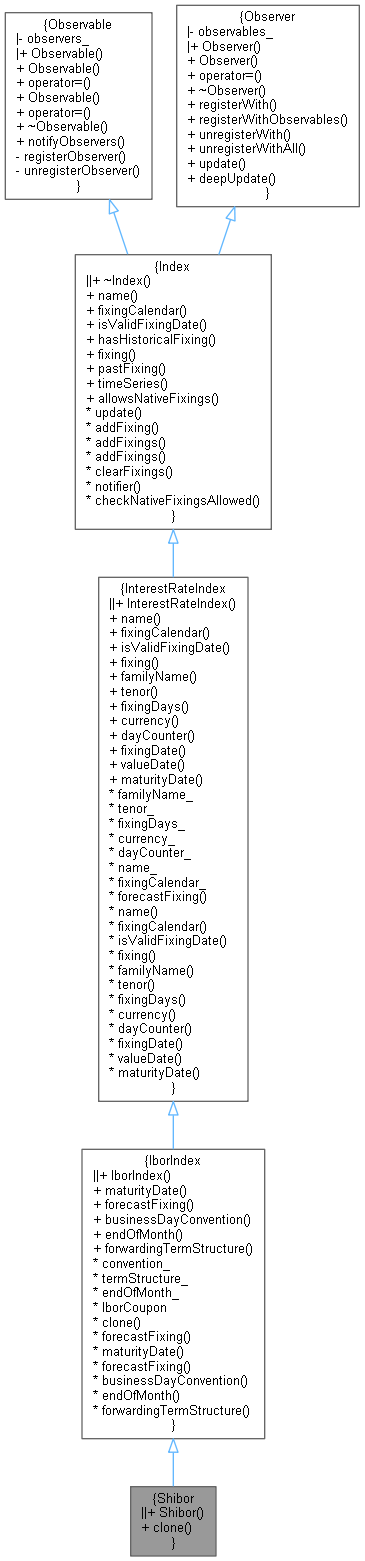 {Observable
|- observers_
|+ Observable()
+ Observable()
+ operator=()
+ Observable()
+ operator=()
+ ~Observable()
+ notifyObservers()
- registerObserver()
- unregisterObserver()
}
{Observer
|- observables_
|+ Observer()
+ Observer()
+ operator=()
+ ~Observer()
+ registerWith()
+ registerWithObservables()
+ unregisterWith()
+ unregisterWithAll()
+ update()
+ deepUpdate()
}
{Index
||+ ~Index()
+ name()
+ fixingCalendar()
+ isValidFixingDate()
+ hasHistoricalFixing()
+ fixing()
+ pastFixing()
+ timeSeries()
+ allowsNativeFixings()
* update()
* addFixing()
* addFixings()
* addFixings()
* clearFixings()
* notifier()
* checkNativeFixingsAllowed()
}
{InterestRateIndex
||+ InterestRateIndex()
+ name()
+ fixingCalendar()
+ isValidFixingDate()
+ fixing()
+ familyName()
+ tenor()
+ fixingDays()
+ currency()
+ dayCounter()
+ fixingDate()
+ valueDate()
+ maturityDate()
* familyName_
* tenor_
* fixingDays_
* currency_
* dayCounter_
* name_
* fixingCalendar_
* forecastFixing()
* name()
* fixingCalendar()
* isValidFixingDate()
* fixing()
* familyName()
* tenor()
* fixingDays()
* currency()
* dayCounter()
* fixingDate()
* valueDate()
* maturityDate()
}
{IborIndex
||+ IborIndex()
+ maturityDate()
+ forecastFixing()
+ businessDayConvention()
+ endOfMonth()
+ forwardingTermStructure()
* convention_
* termStructure_
* endOfMonth_
* IborCoupon
* clone()
* forecastFixing()
* maturityDate()
* forecastFixing()
* businessDayConvention()
* endOfMonth()
* forwardingTermStructure()
}
{Shibor
||+ Shibor()
+ clone()
}